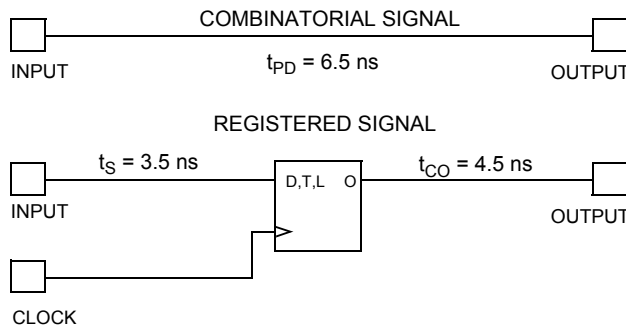 COMBINATORIAL SIGNAL
INPUT
tPD = 6.5 ns
OUTPUT
REGISTERED SIGNAL
tS = 3.5 ns
D,T,L O
tCO = 4.5 ns
INPUT
OUTPUT
CLOCK